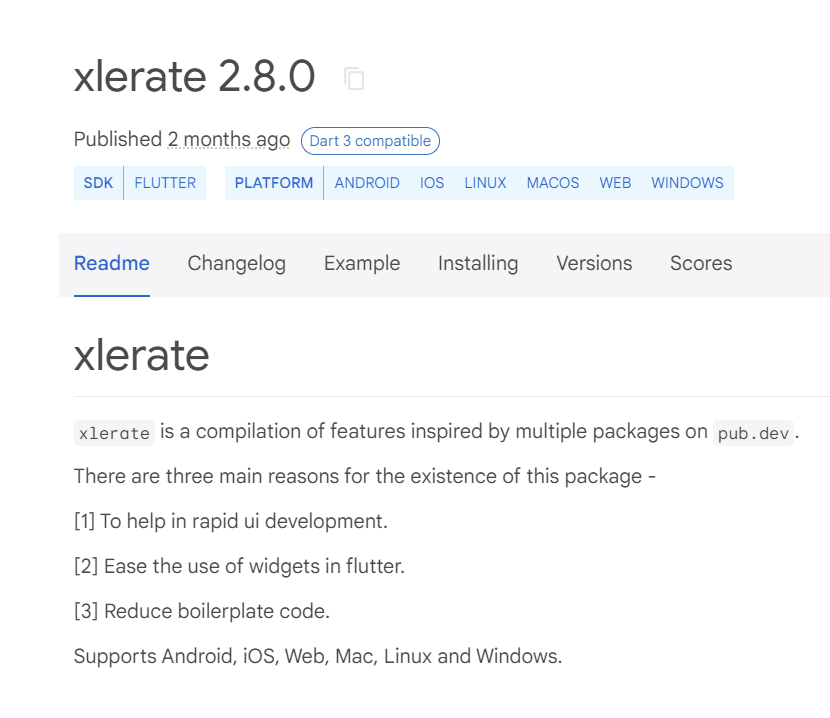 xlerate 2.8.0
Published 2 months ago Dart 3 compatible
SDK FLUTTER PLATFORM ANDROID IOS LINUX MACOS WEB WINDOWS
Readme Changelog Example Installing Versions Scores
xlerate
xlerate is a compilation of features inspired by multiple packages on pub.dev.
There are three main reasons for the existence of this package -
[1] To help in rapid ui development.
[2] Ease the use of widgets in flutter.
[3] Reduce boilerplate code.
Supports Android, iOS, Web, Mac, Linux and Windows.